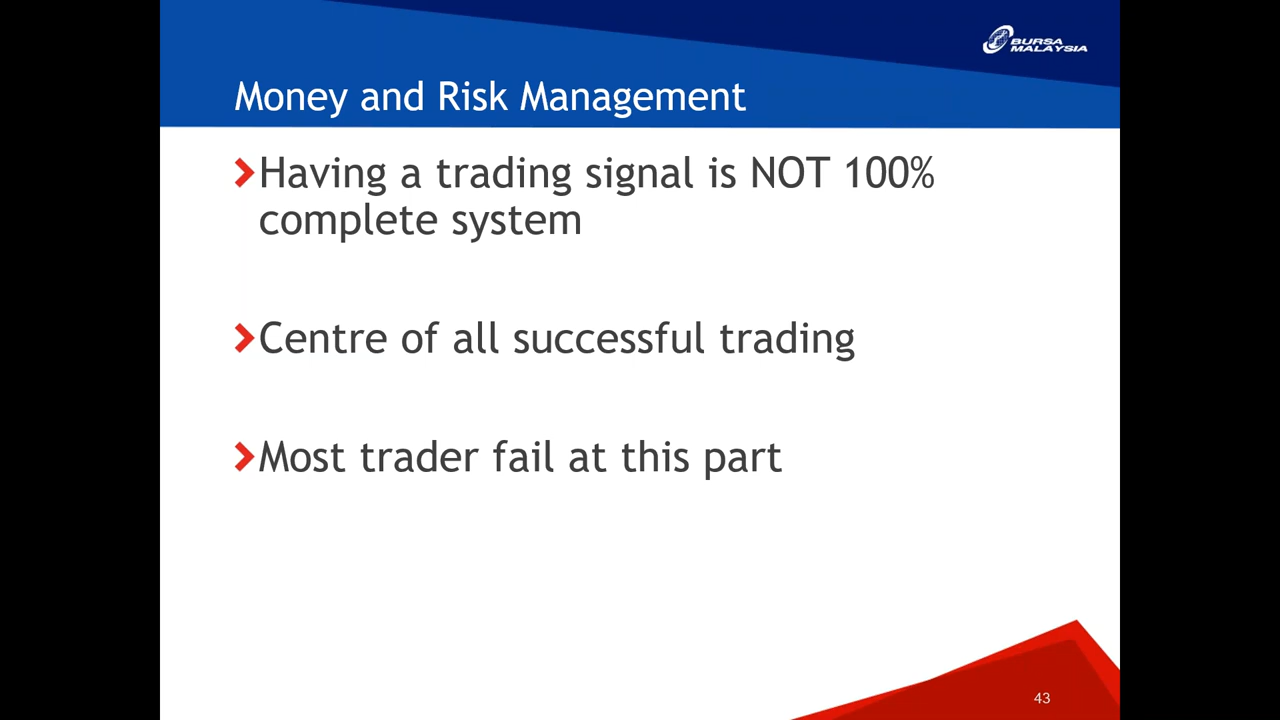 BURSA
MALAYSIA
Money and Risk Management
Having a trading signal is NOT 100%
complete system
Centre of all successful trading
Most trader fail at this part
43